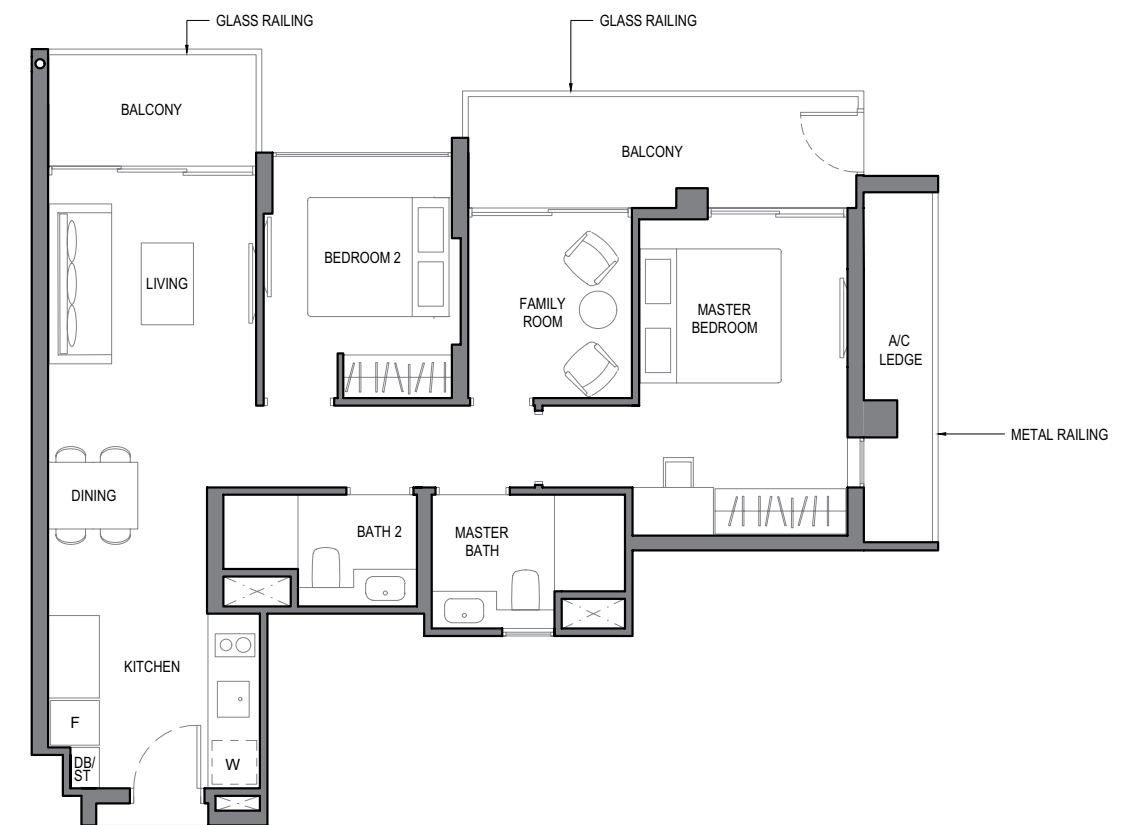 GLASS RAILING
GLASS RAILING
BALCONY
BALCONY
BEDROOM 2
LIVING
FAMILY
ROOM
MASTER
BEDROOM
A/C
LEDGE
METAL RAILING
DINING
BATH 2
MASTER
BATH
KITCHEN
F
DB/
ST
W